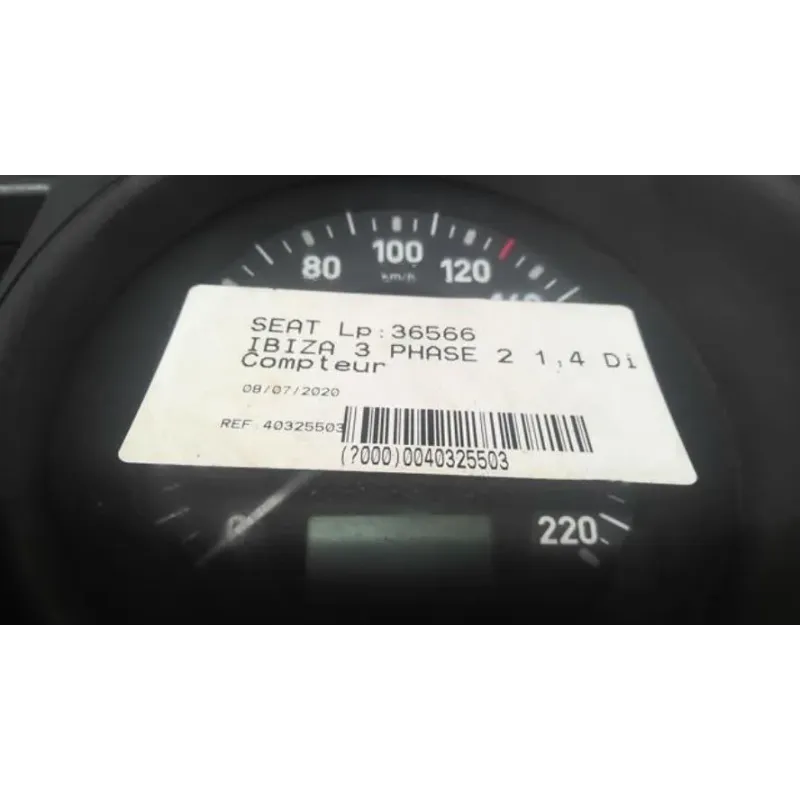 80 100 120
km/h
SEAT Lp:36566
IBIZA 3 PHASE 2 1,4 Di
Compteur
08/07/2020
REF 40325503
(?000)0040325503
220